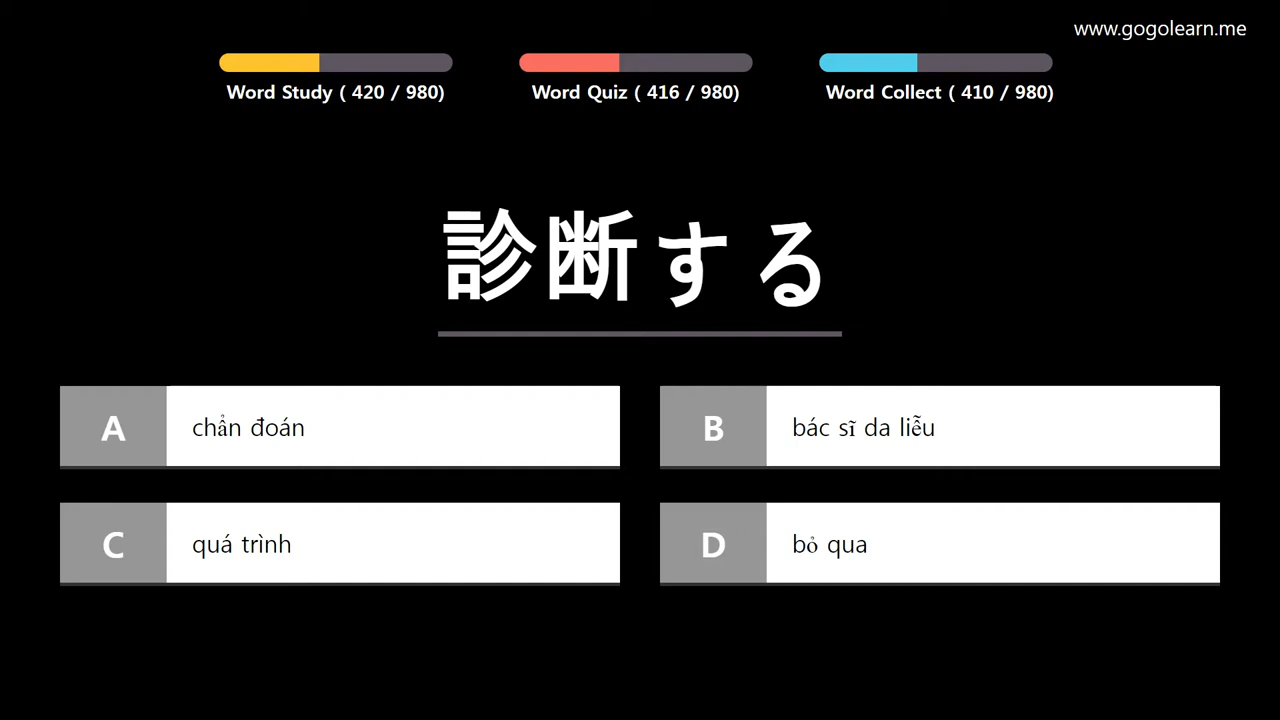 www.gogolearn.me
Word Study ( 420 / 980)
Word Quiz ( 416 / 980)
Word Collect ( 410 / 980)
診断する
A chẩn đoán
B bác sĩ da liễu
C quá trình
D bỏ qua